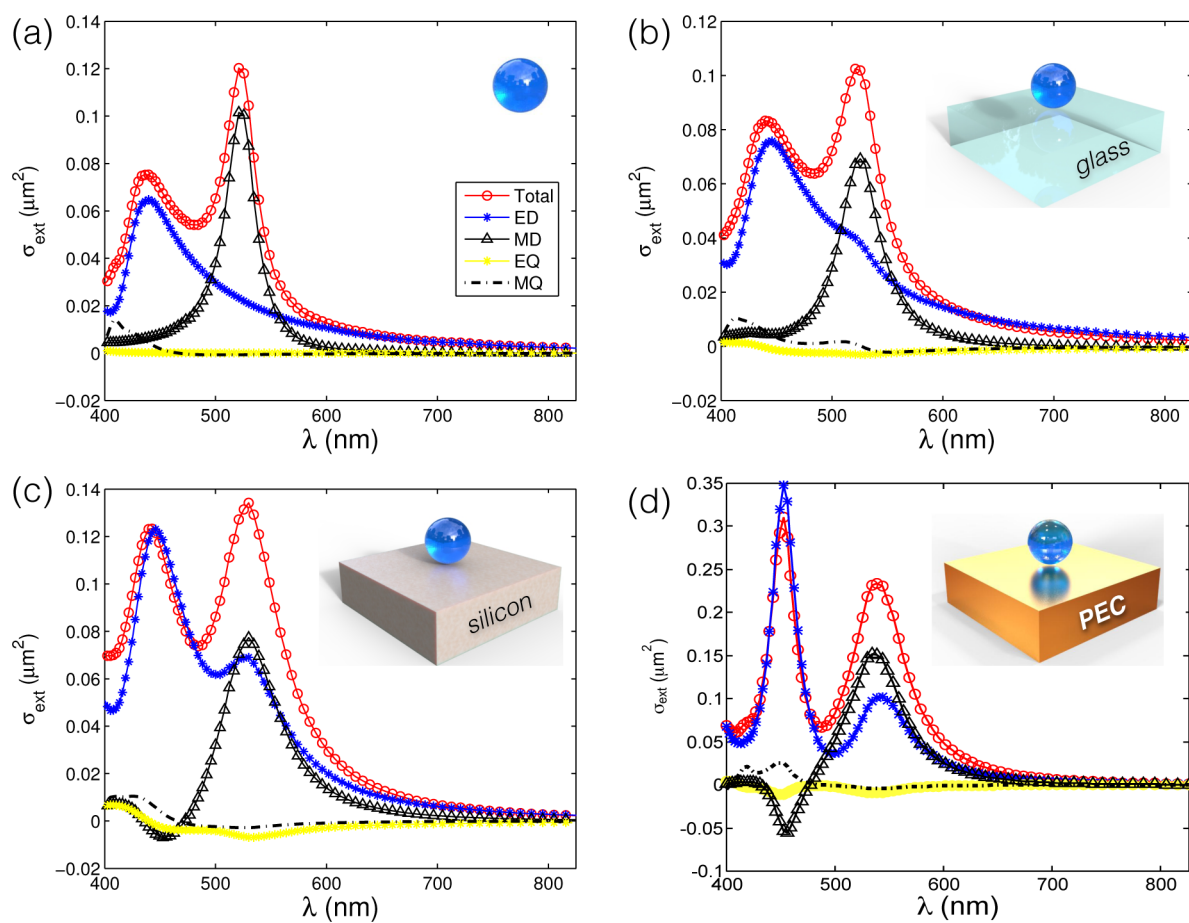 (a)
0.14
0.12
0.1
0.08
0.06
0.04
0.02
0
−0.02
σext (μm²)
400 500 600 700 800
λ (nm)
Total
ED
MD
EQ
MQ
(b)
0.12
0.1
0.08
0.06
0.04
0.02
0
−0.02
σext (μm²)
400 500 600 700 800
λ (nm)
glass
(c)
0.14
0.12
0.1
0.08
0.06
0.04
0.02
0
−0.02
σext (μm²)
400 500 600 700 800
λ (nm)
silicon
(d)
0.35
0.3
0.25
0.2
0.15
0.1
0.05
0
-0.05
-0.1
σext (μm²)
400 500 600 700 800
λ (nm)
PEC